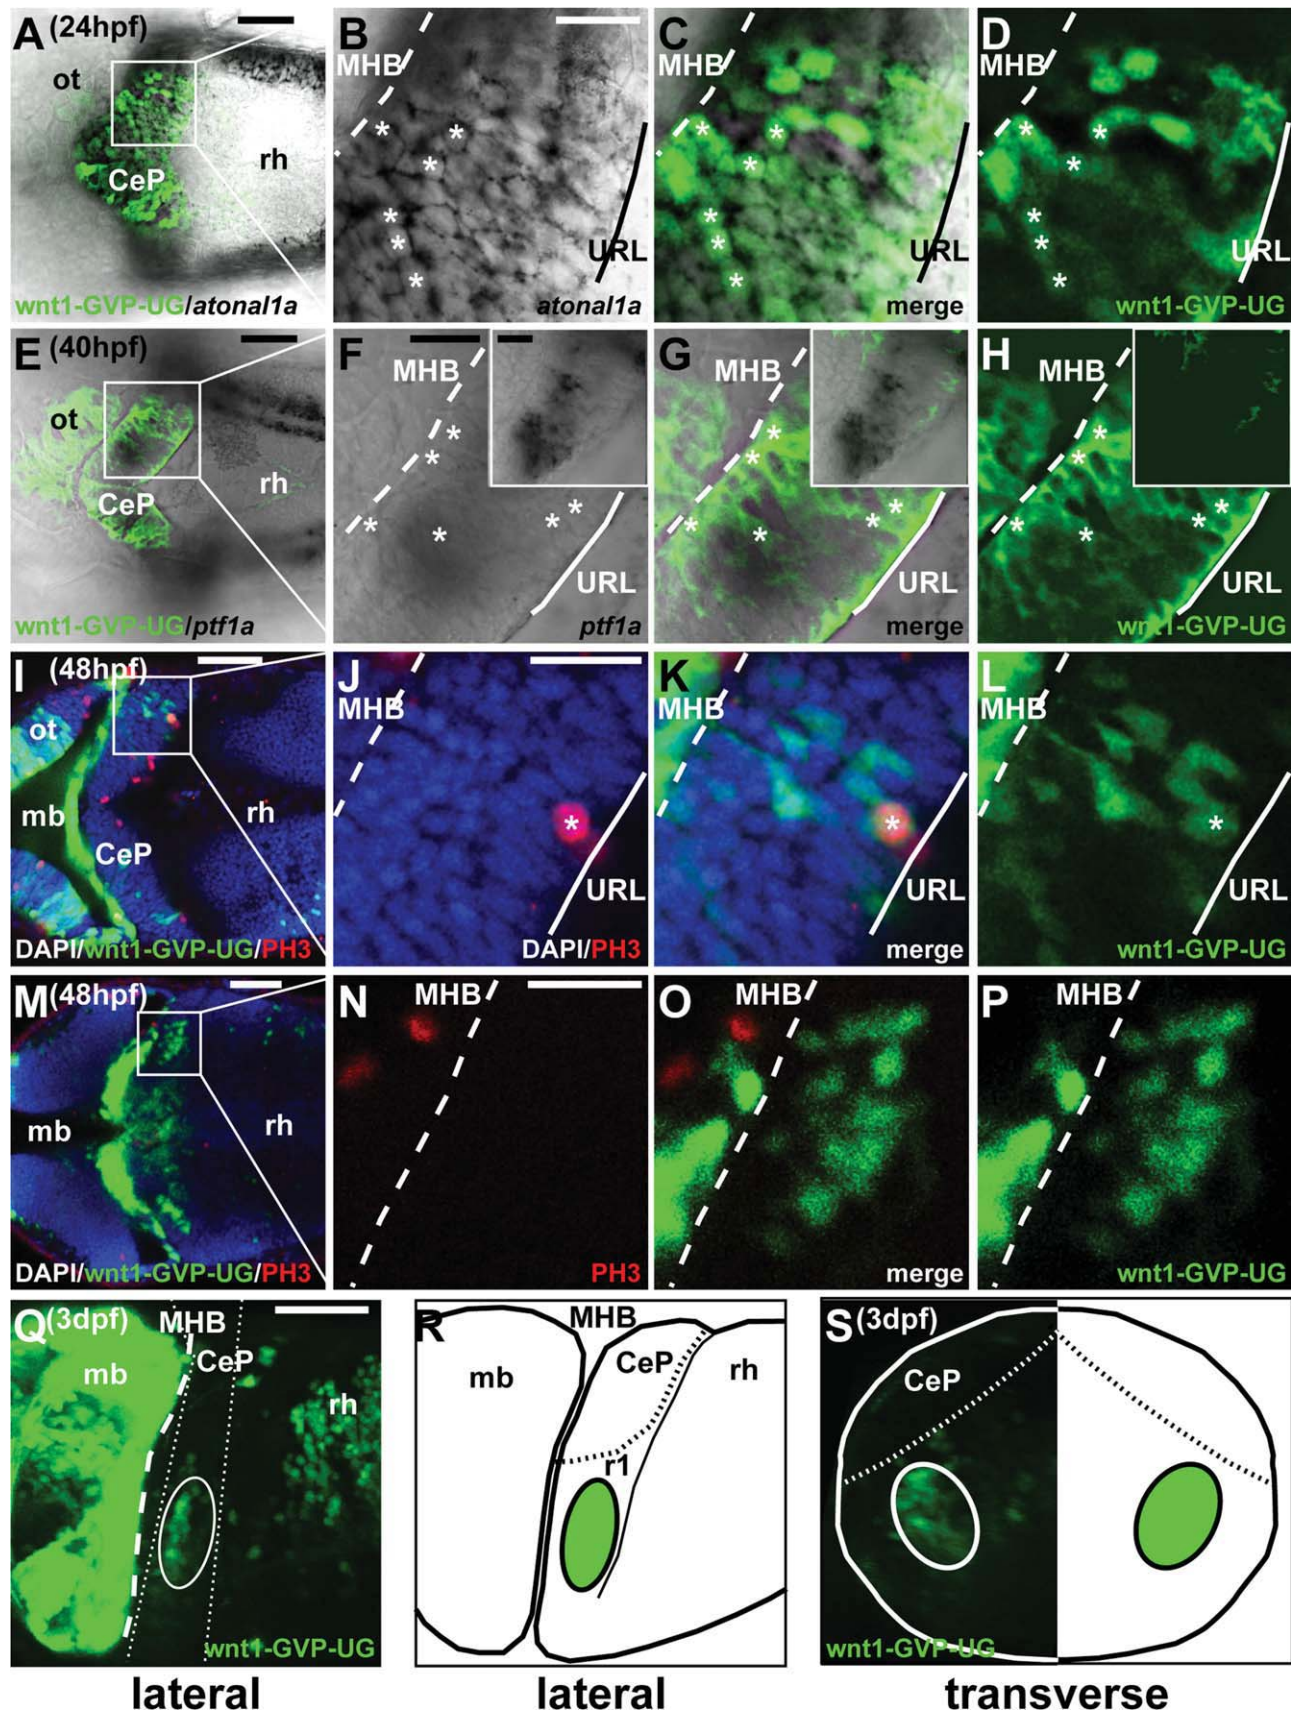 A (24hpf)
ot
CeP
rh
wnt1-GVP-UG/atonal1a
B
MHB
* * * * * * *
URL
atonal1a
C
MHB
* * * * * * *
URL
merge
D
MHB
* * * * * * *
URL
wnt1-GVP-UG
E (40hpf)
ot
CeP
rh
wnt1-GVP-UG/ptf1a
F
MHB
* * * * * *
URL
ptf1a
G
MHB
* * * * * *
URL
merge
H
MHB
* * * * * *
URL
wnt1-GVP-UG
I (48hpf)
ot
mb
rh
CeP
DAPI/wnt1-GVP-UG/PH3
J
MHB
*
URL
DAPI/PH3
K
MHB
*
URL
merge
L
MHB
*
URL
wnt1-GVP-UG
M (48hpf)
mb
rh
DAPI/wnt1-GVP-UG/PH3
N
MHB
PH3
O
MHB
merge
P
MHB
wnt1-GVP-UG
Q (3dpf)
MHB
mb
CeP
rh
wnt1-GVP-UG
lateral
R
MHB
CeP
mb
rh
r1
lateral
S (3dpf)
CeP
wnt1-GVP-UG
transverse